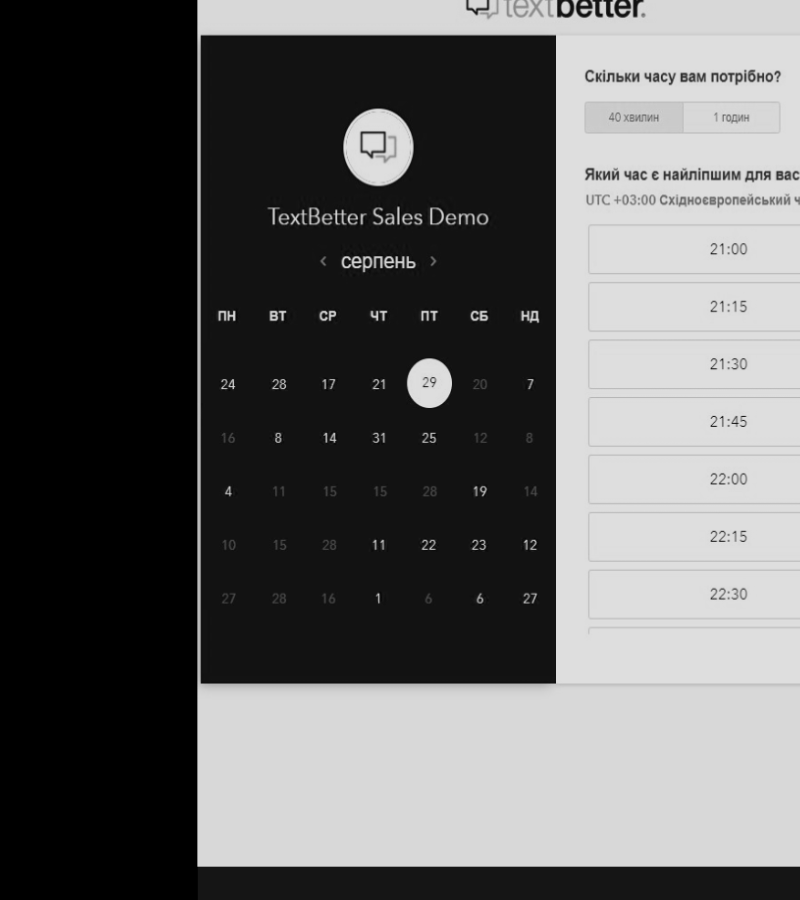 textbetter.
TextBetter Sales Demo
‹ серпень ›
ПН ВТ СР ЧТ ПТ СБ НД
24 28 17 21 29 20 7
16 8 14 31 25 12 8
4 11 15 15 28 19 14
10 15 28 11 22 23 12
27 28 16 1 6 6 27
Скільки часу вам потрібно?
40 хвилин 1 годин
Який час є найліпшим для вас
UTC +03:00 Східноєвропейський ч
21:00
21:15
21:30
21:45
22:00
22:15
22:30